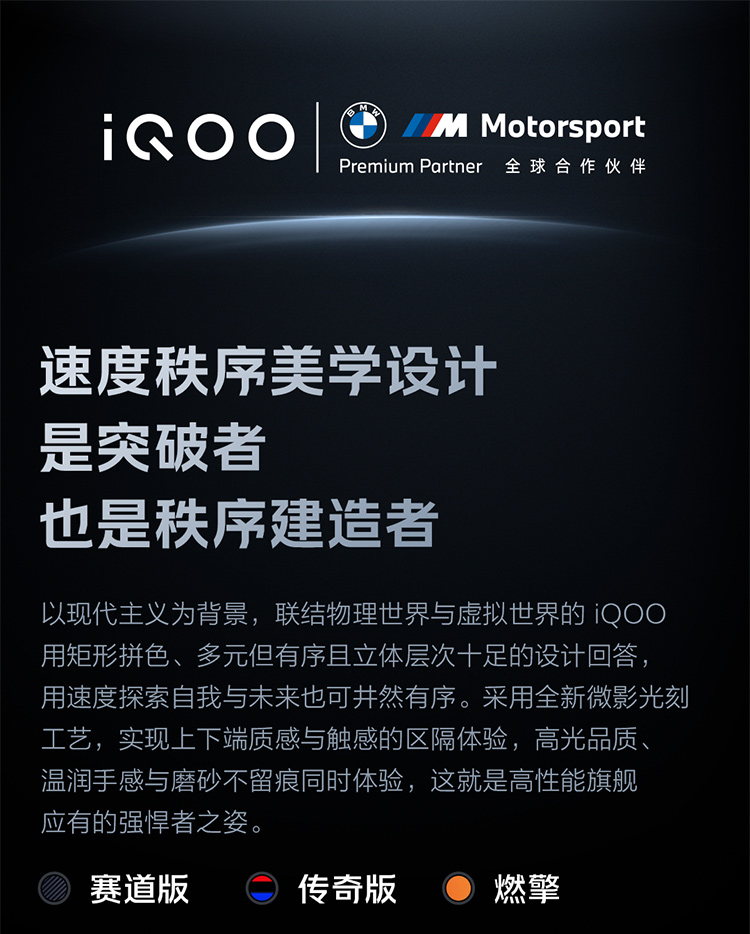 iQOO
BMW
M Motorsport
Premium Partner 全球合作伙伴
速度秩序美学设计
是突破者
也是秩序建造者
以现代主义为背景，联结物理世界与虚拟世界的 iQOO
用矩形拼色、多元但有序且立体层次十足的设计回答，
用速度探索自我与未来也可井然有序。采用全新微影光刻
工艺，实现上下端质感与触感的区隔体验，高光品质、
温润手感与磨砂不留痕同时体验，这就是高性能旗舰
应有的强悍者之姿。
赛道版 传奇版 燃擎